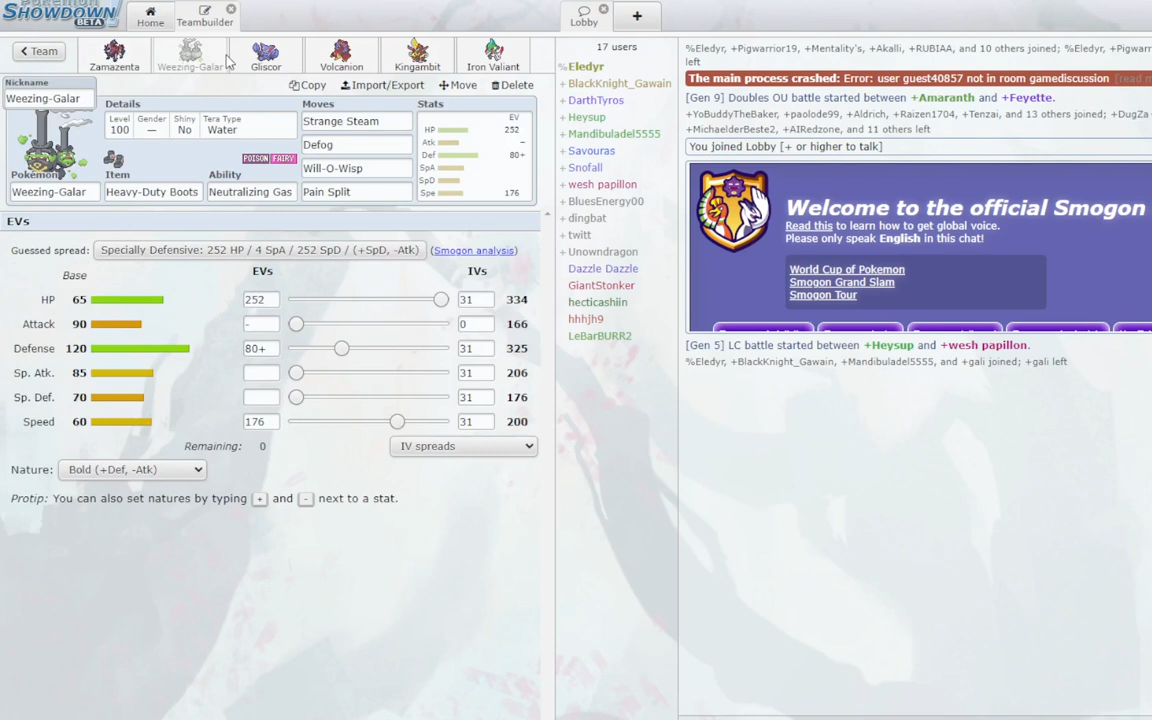 Pokémon
SHOWDOWN
BETA
Home
Teambuilder
Lobby
+
< Team
Zamazenta
Weezing-Galar
Gliscor
Volcanion
Kingambit
Iron Valiant
Nickname
Weezing-Galar
Copy
Import/Export
Move
Delete
Details
Level Gender Shiny Tera Type
100 — No Water
POISON FAIRY
Pokémon
Weezing-Galar
Item
Heavy-Duty Boots
Ability
Neutralizing Gas
Moves
Strange Steam
Defog
Will-O-Wisp
Pain Split
Stats
EV
HP 252
Atk –
Def 80+
SpA
SpD
Spe 176
EVs
Guessed spread: Specially Defensive: 252 HP / 4 SpA / 252 SpD / (+SpD, -Atk) (Smogon analysis)
Base EVs IVs
HP 65 252 31 334
Attack 90 - 0 166
Defense 120 80+ 31 325
Sp. Atk. 85 31 206
Sp. Def. 70 31 176
Speed 60 176 31 200
Remaining: 0 IV spreads
Nature: Bold (+Def, -Atk)
Protip: You can also set natures by typing + and - next to a stat.
17 users
%Eledyr
+BlackKnight_Gawain
+DarthTyros
+Heysup
+Mandibuladel5555
+Savouras
+Snofall
+wesh papillon
+BluesEnergy00
+dingbat
+twitt
+Unowndragon
Dazzle Dazzle
GiantStonker
hecticashiin
hhhjh9
LeBarBURR2
%Eledyr, +Pigwarrior19, +Mentality's, +Akalli, +RUBIAA, and 10 others joined; %Eledyr, +Pigwarr
left
The main process crashed: Error: user guest40857 not in room gamediscussion [read m
[Gen 9] Doubles OU battle started between +Amaranth and +Feyette.
+YoBuddyTheBaker, +paolode99, +Aldrich, +Raizen1704, +Tenzai, and 13 others joined; +DugZa
+MichaelderBeste2, +AIRedzone, and 11 others left
You joined Lobby [+ or higher to talk]
Welcome to the official Smogon
Read this to learn how to get global voice.
Please only speak English in this chat!
World Cup of Pokemon
Smogon Grand Slam
Smogon Tour
[Gen 5] LC battle started between +Heysup and +wesh papillon.
%Eledyr, +BlackKnight_Gawain, +Mandibuladel5555, and +gali joined; +gali left